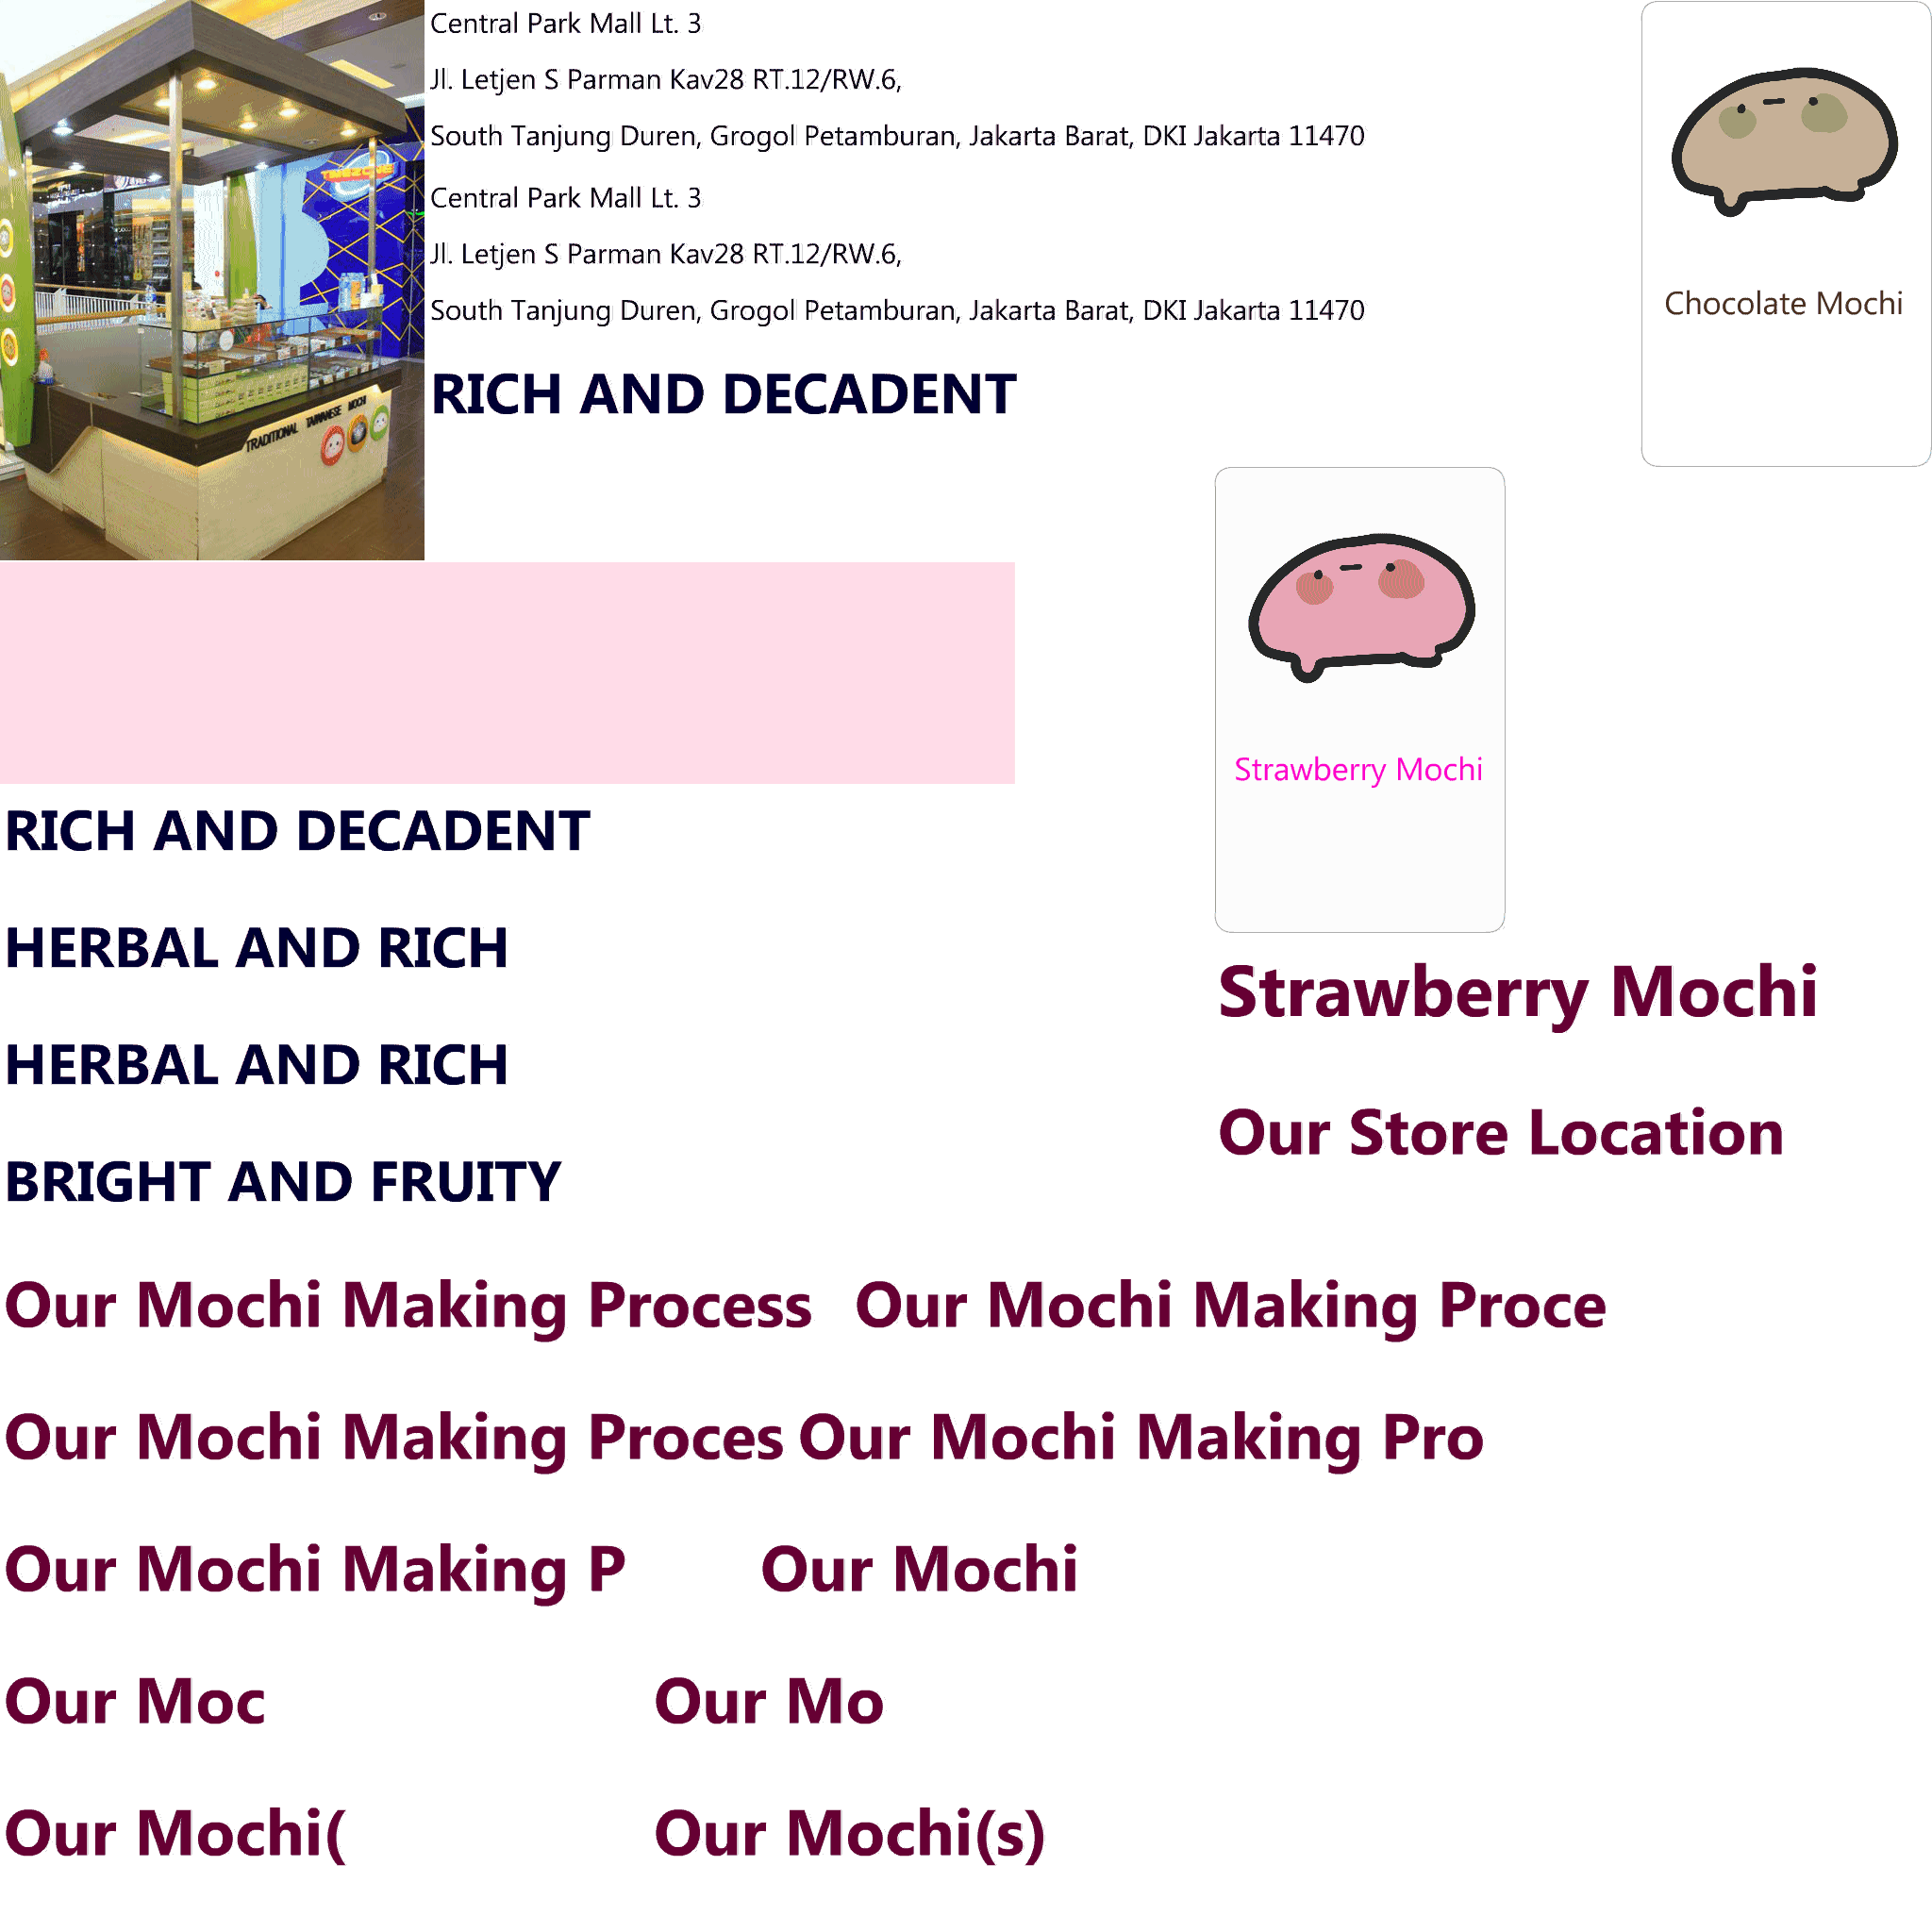 Central Park Mall Lt. 3
Jl. Letjen S Parman Kav28 RT.12/RW.6,
South Tanjung Duren, Grogol Petamburan, Jakarta Barat, DKI Jakarta 11470
Central Park Mall Lt. 3
Jl. Letjen S Parman Kav28 RT.12/RW.6,
South Tanjung Duren, Grogol Petamburan, Jakarta Barat, DKI Jakarta 11470
Chocolate Mochi
TIMEZONE
TRADITIONAL TAIWANESE MOCHI
RICH AND DECADENT
Strawberry Mochi
RICH AND DECADENT
HERBAL AND RICH
Strawberry Mochi
HERBAL AND RICH
Our Store Location
BRIGHT AND FRUITY
Our Mochi Making Process
Our Mochi Making Proce
Our Mochi Making Proces
Our Mochi Making Pro
Our Mochi Making P
Our Mochi
Our Moc
Our Mo
Our Mochi(
Our Mochi(s)